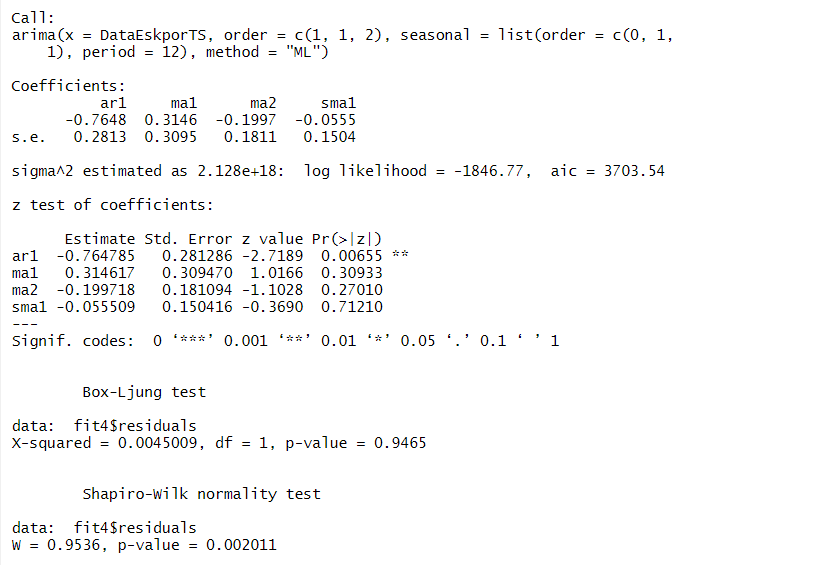 Call:
arima(x = DataEskporTS, order = c(1, 1, 2), seasonal = list(order = c(0, 1,
    1), period = 12), method = "ML")
Coefficients:
          ar1     ma1      ma2     sma1
      -0.7648  0.3146  -0.1997  -0.0555
s.e.   0.2813  0.3095   0.1811   0.1504
sigma^2 estimated as 2.128e+18:  log likelihood = -1846.77,  aic = 3703.54
z test of coefficients:
      Estimate Std. Error z value Pr(>|z|)
ar1  -0.764785   0.281286 -2.7189  0.00655 **
ma1   0.314617   0.309470  1.0166  0.30933
ma2  -0.199718   0.181094 -1.1028  0.27010
sma1 -0.055509   0.150416 -0.3690  0.71210
---
Signif. codes:  0 ‘***’ 0.001 ‘**’ 0.01 ‘*’ 0.05 ‘.’ 0.1 ‘ ’ 1
        Box-Ljung test
data:  fit4$residuals
X-squared = 0.0045009, df = 1, p-value = 0.9465
        Shapiro-Wilk normality test
data:  fit4$residuals
W = 0.9536, p-value = 0.002011